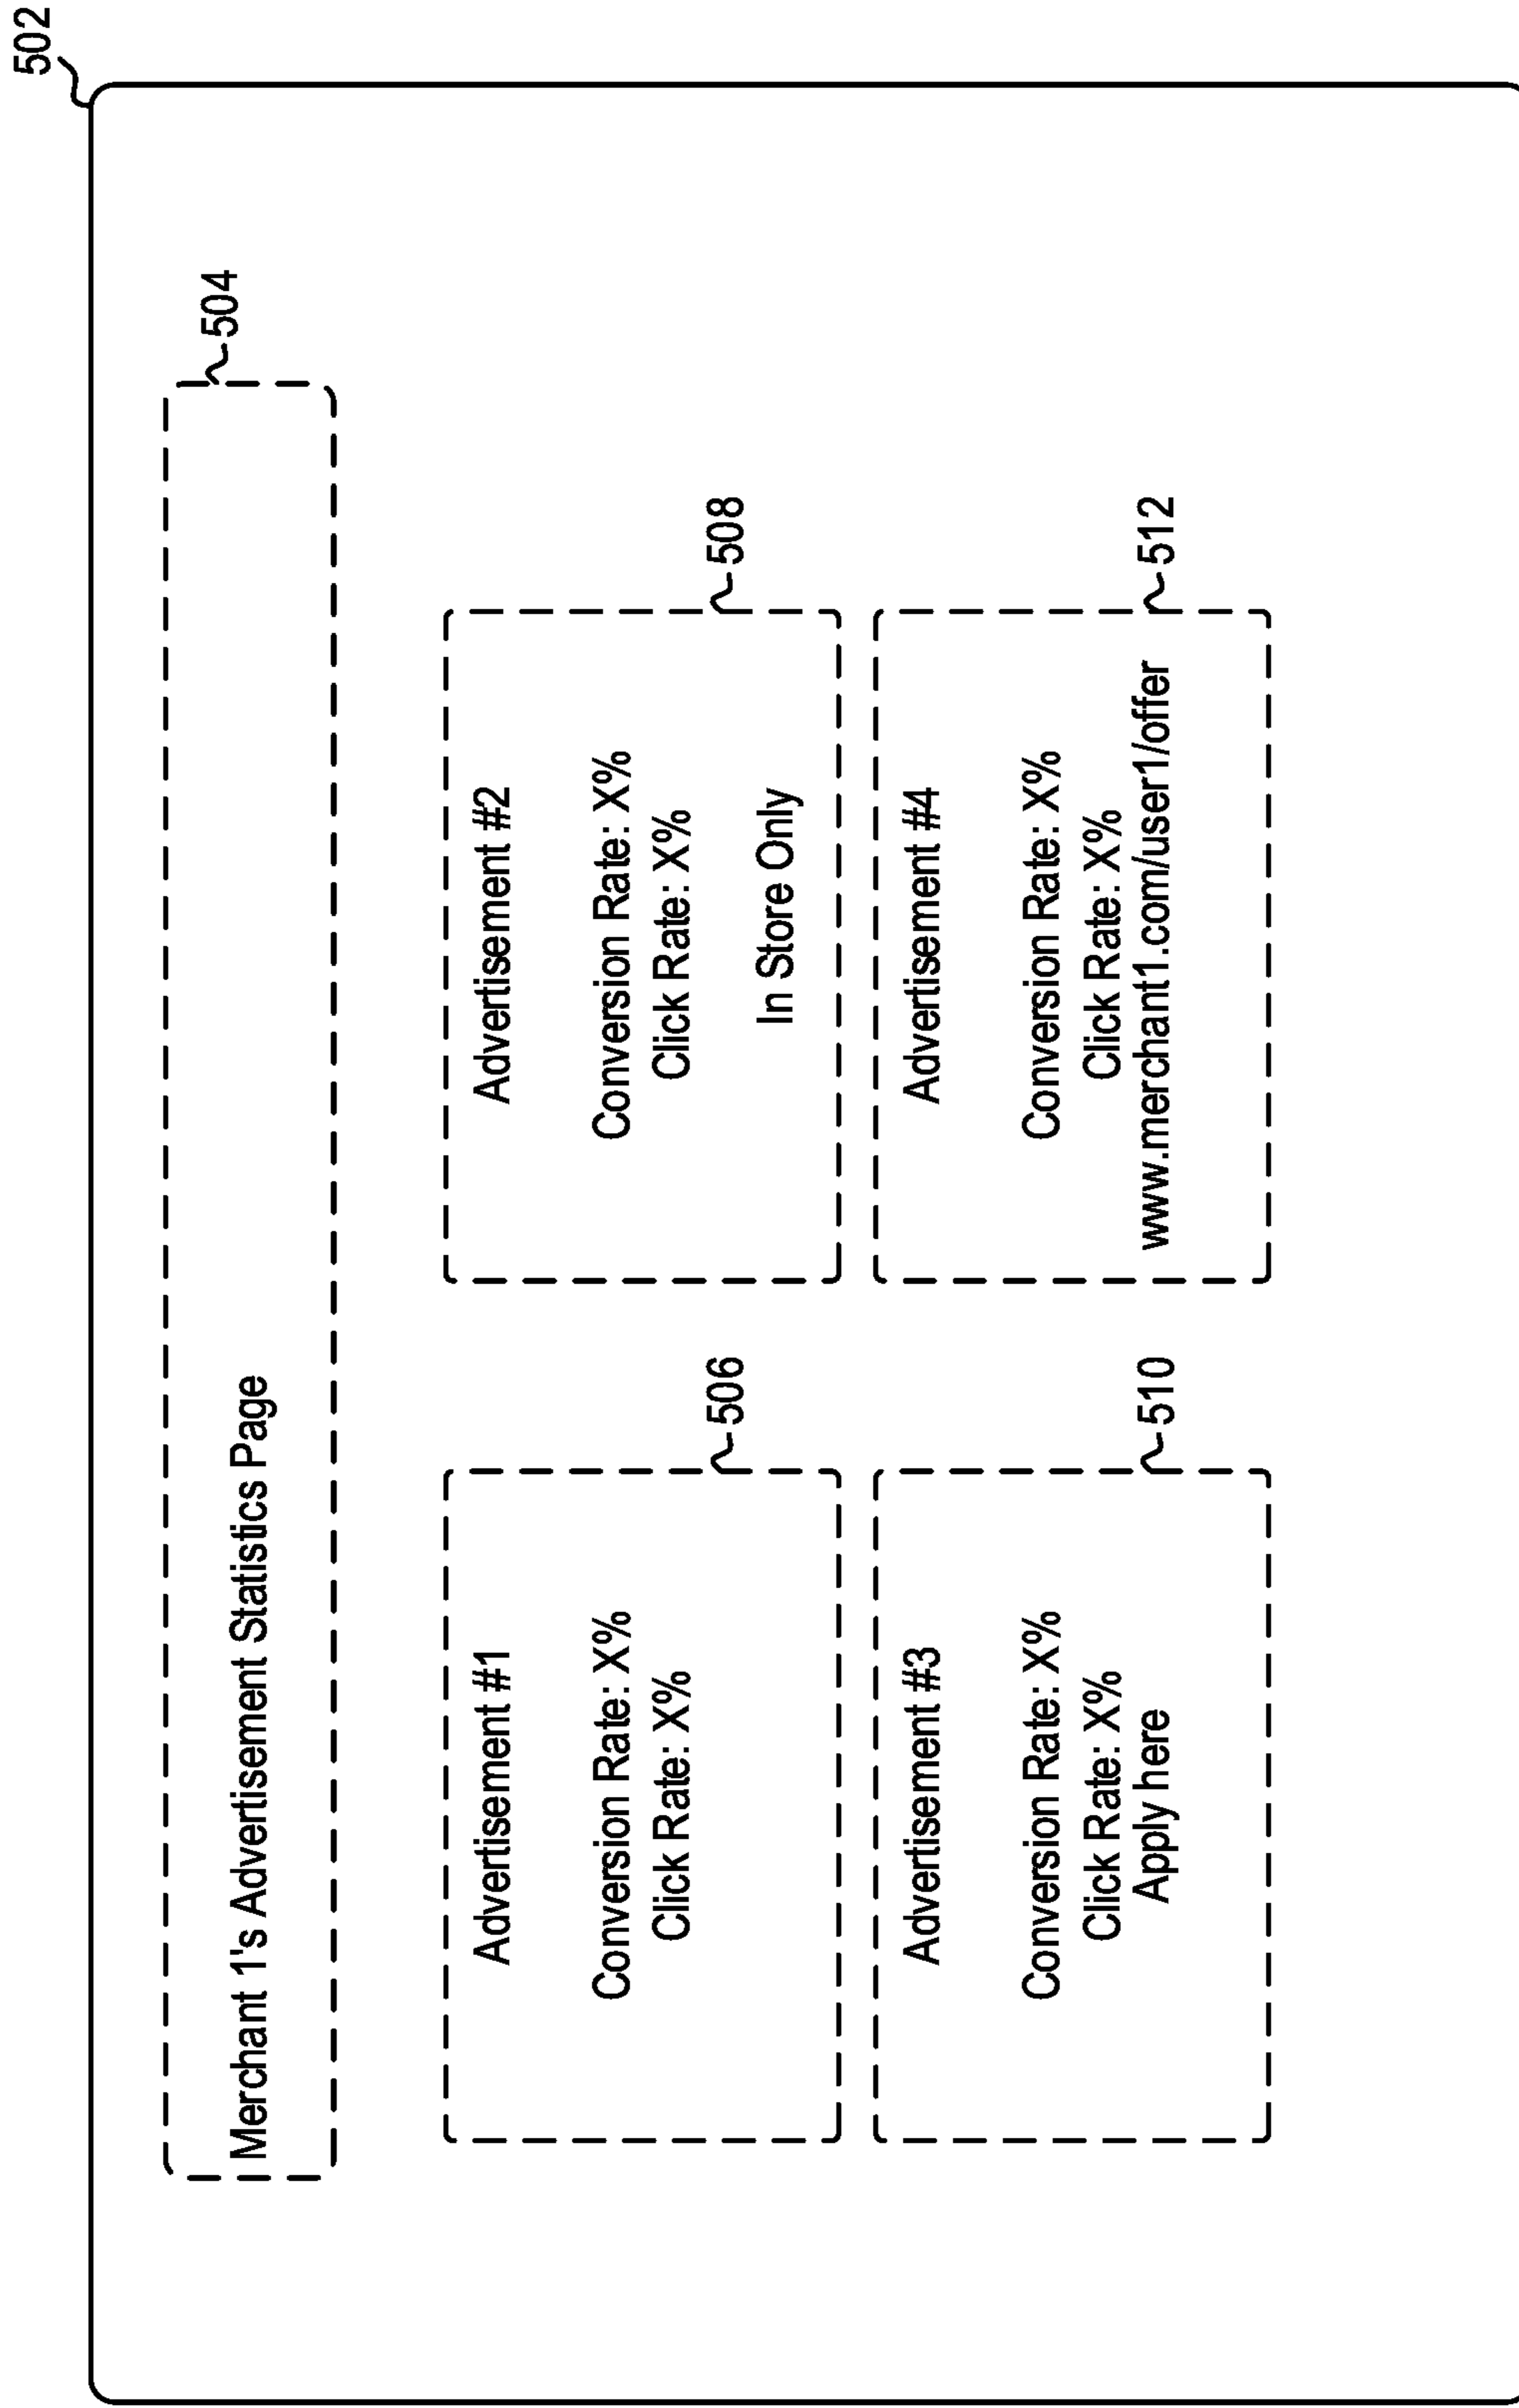 502
Merchant 1's Advertisement Statistics Page
504
Advertisement #1
Conversion Rate: X%
Click Rate: X%
506
Advertisement #2
Conversion Rate: X%
Click Rate: X%
In Store Only
508
Advertisement #3
Conversion Rate: X%
Click Rate: X%
Apply here
510
Advertisement #4
Conversion Rate: X%
Click Rate: X%
www.merchant1.com/user1/offer
512